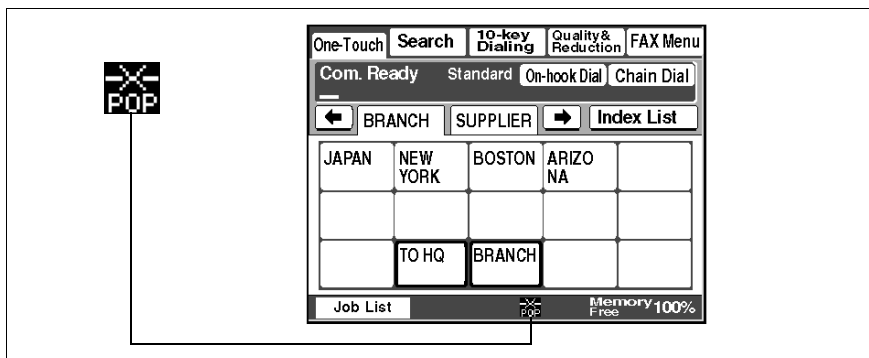 One-Touch Search 10-key Dialing Quality & Reduction FAX Menu
Com. Ready Standard On-hook Dial Chain Dial
POP
BRANCH SUPPLIER Index List
JAPAN NEW YORK BOSTON ARIZO NA
TO HQ BRANCH
Job List POP Memory Free 100%